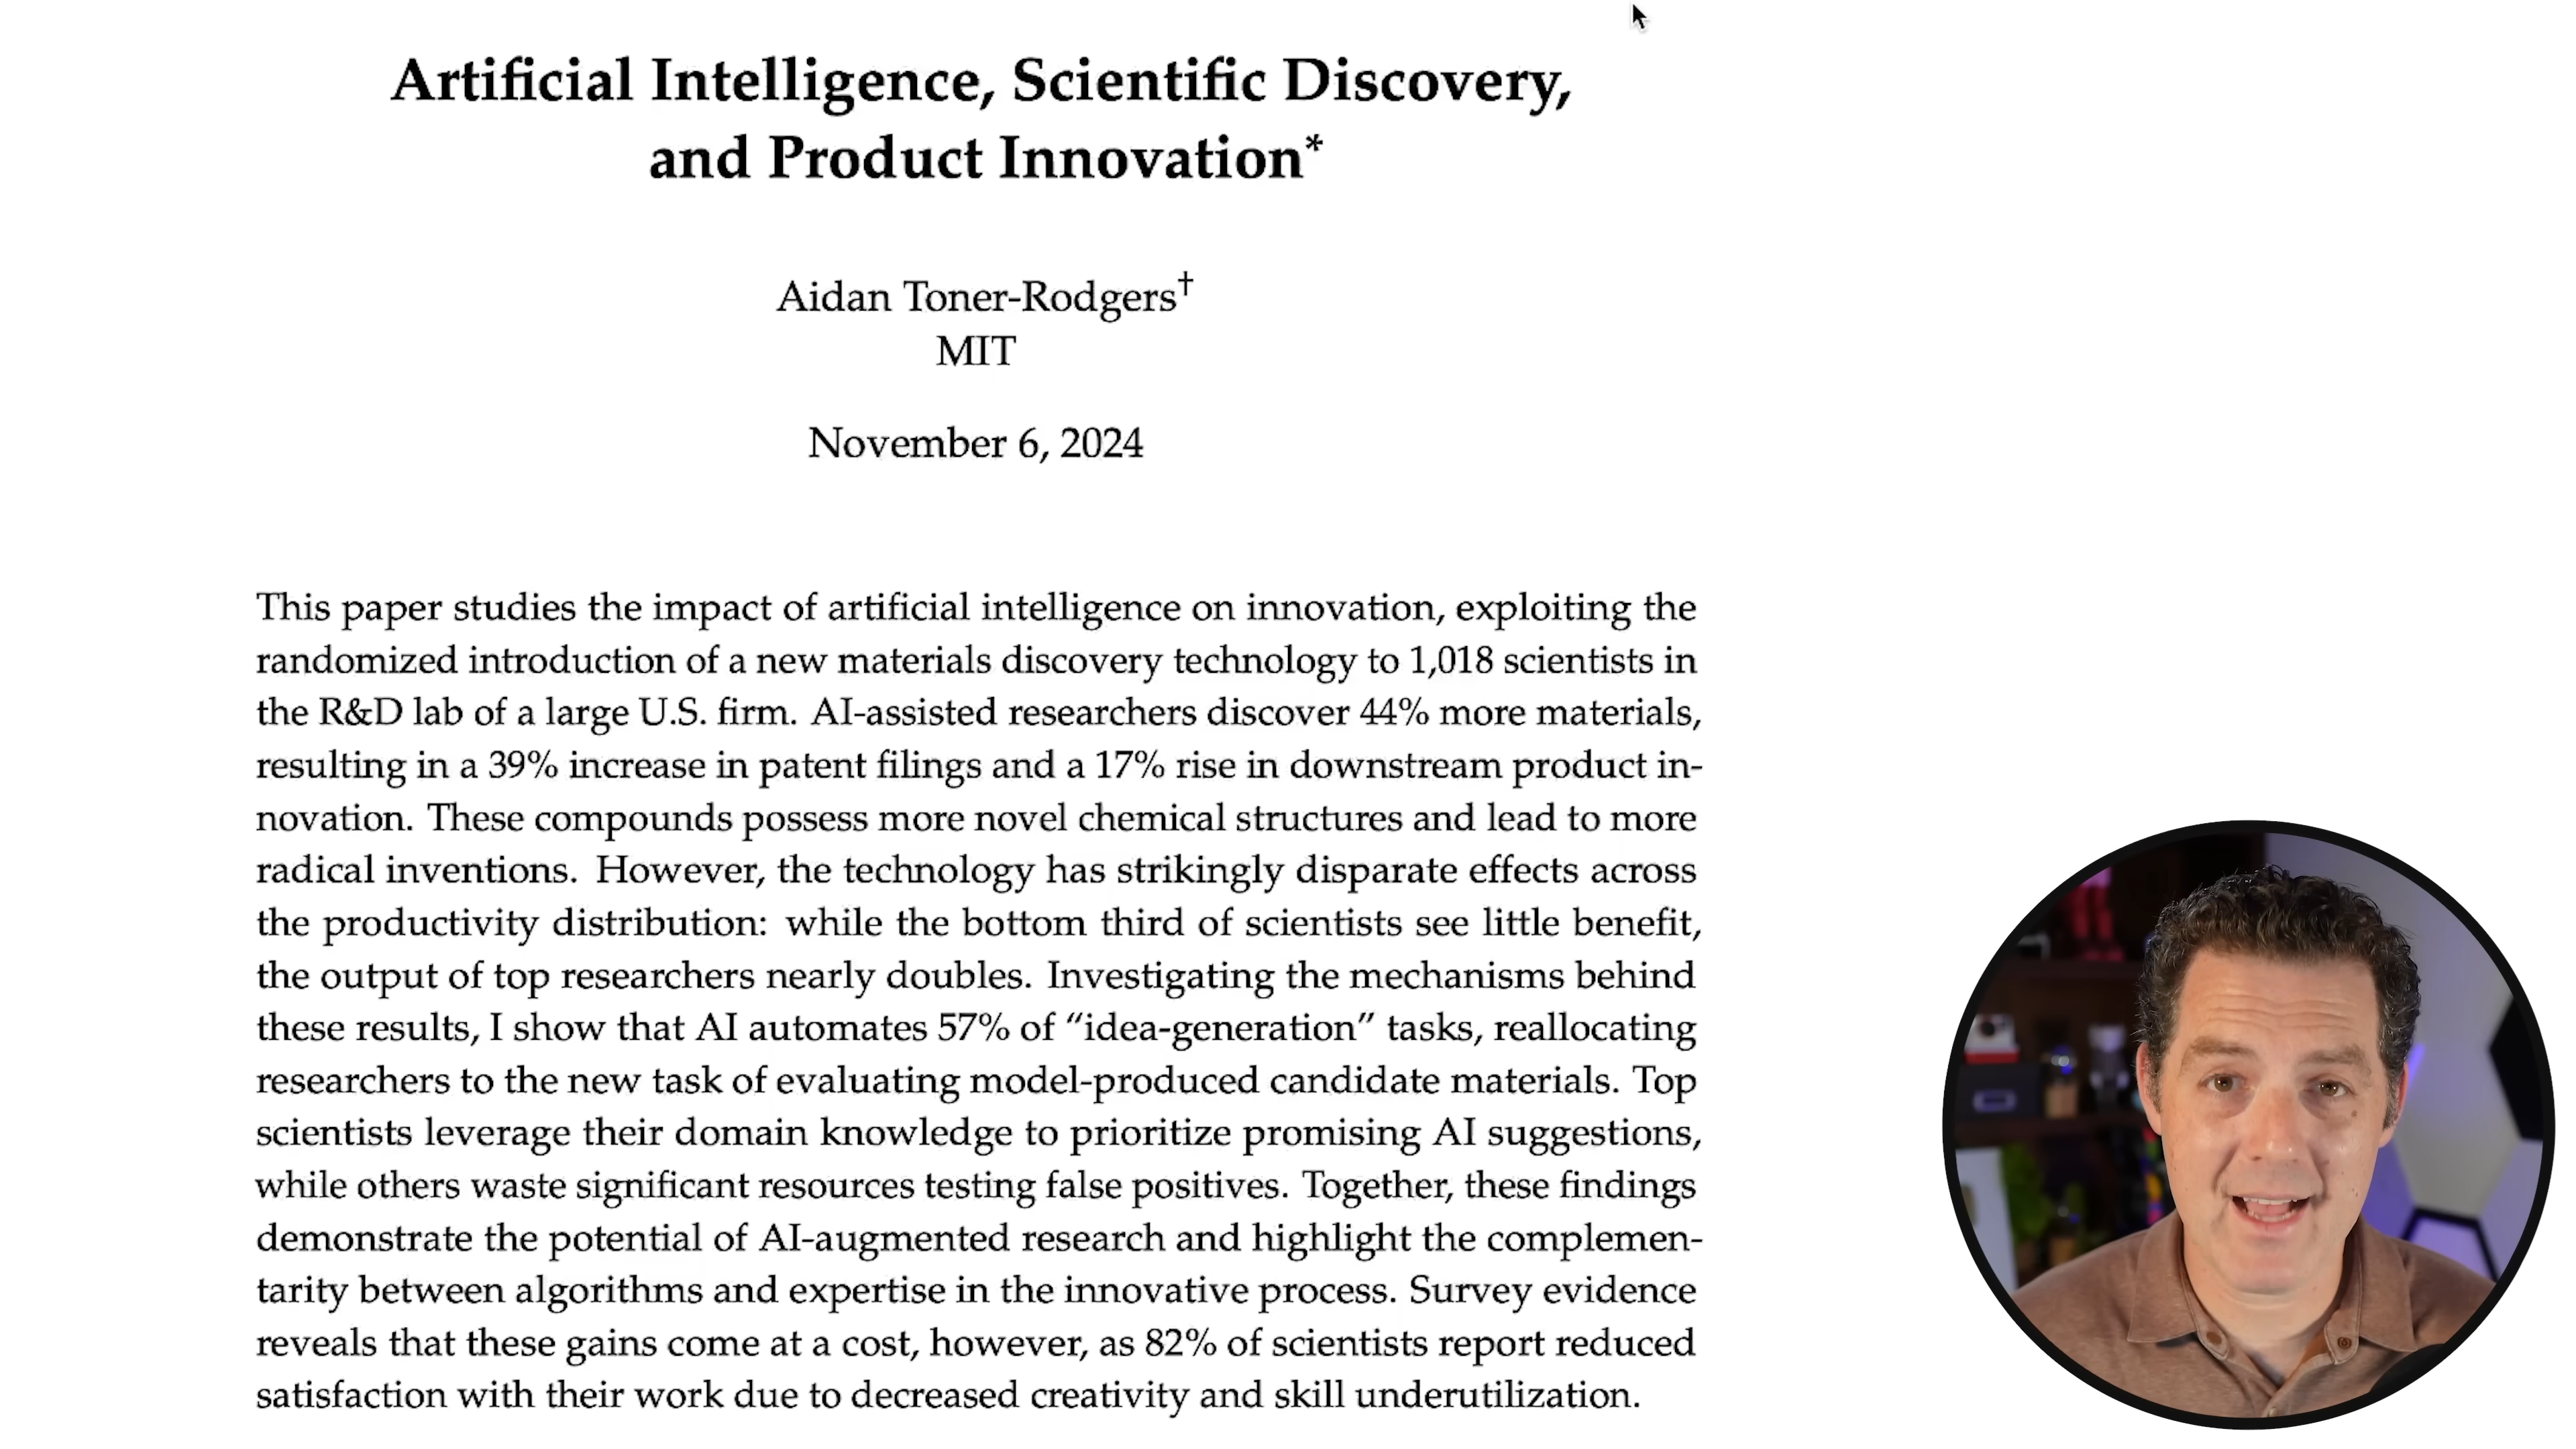 Artificial Intelligence, Scientific Discovery,
and Product Innovation*
Aidan Toner-Rodgers†
MIT
November 6, 2024
This paper studies the impact of artificial intelligence on innovation, exploiting the
randomized introduction of a new materials discovery technology to 1,018 scientists in
the R&D lab of a large U.S. firm. AI-assisted researchers discover 44% more materials,
resulting in a 39% increase in patent filings and a 17% rise in downstream product in-
novation. These compounds possess more novel chemical structures and lead to more
radical inventions. However, the technology has strikingly disparate effects across
the productivity distribution: while the bottom third of scientists see little benefit,
the output of top researchers nearly doubles. Investigating the mechanisms behind
these results, I show that AI automates 57% of “idea-generation” tasks, reallocating
researchers to the new task of evaluating model-produced candidate materials. Top
scientists leverage their domain knowledge to prioritize promising AI suggestions,
while others waste significant resources testing false positives. Together, these findings
demonstrate the potential of AI-augmented research and highlight the complemen-
tarity between algorithms and expertise in the innovative process. Survey evidence
reveals that these gains come at a cost, however, as 82% of scientists report reduced
satisfaction with their work due to decreased creativity and skill underutilization.